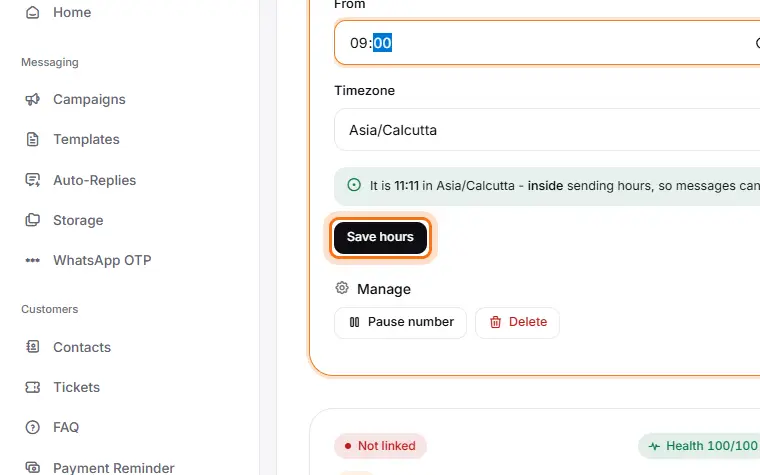 Home
Messaging
Campaigns
Templates
Auto-Replies
Storage
WhatsApp OTP
Customers
Contacts
Tickets
FAQ
Payment Reminder
From
09:00
Timezone
Asia/Calcutta
It is 11:11 in Asia/Calcutta - inside sending hours, so messages can
Save hours
Manage
Pause number
Delete
Not linked
Health 100/100